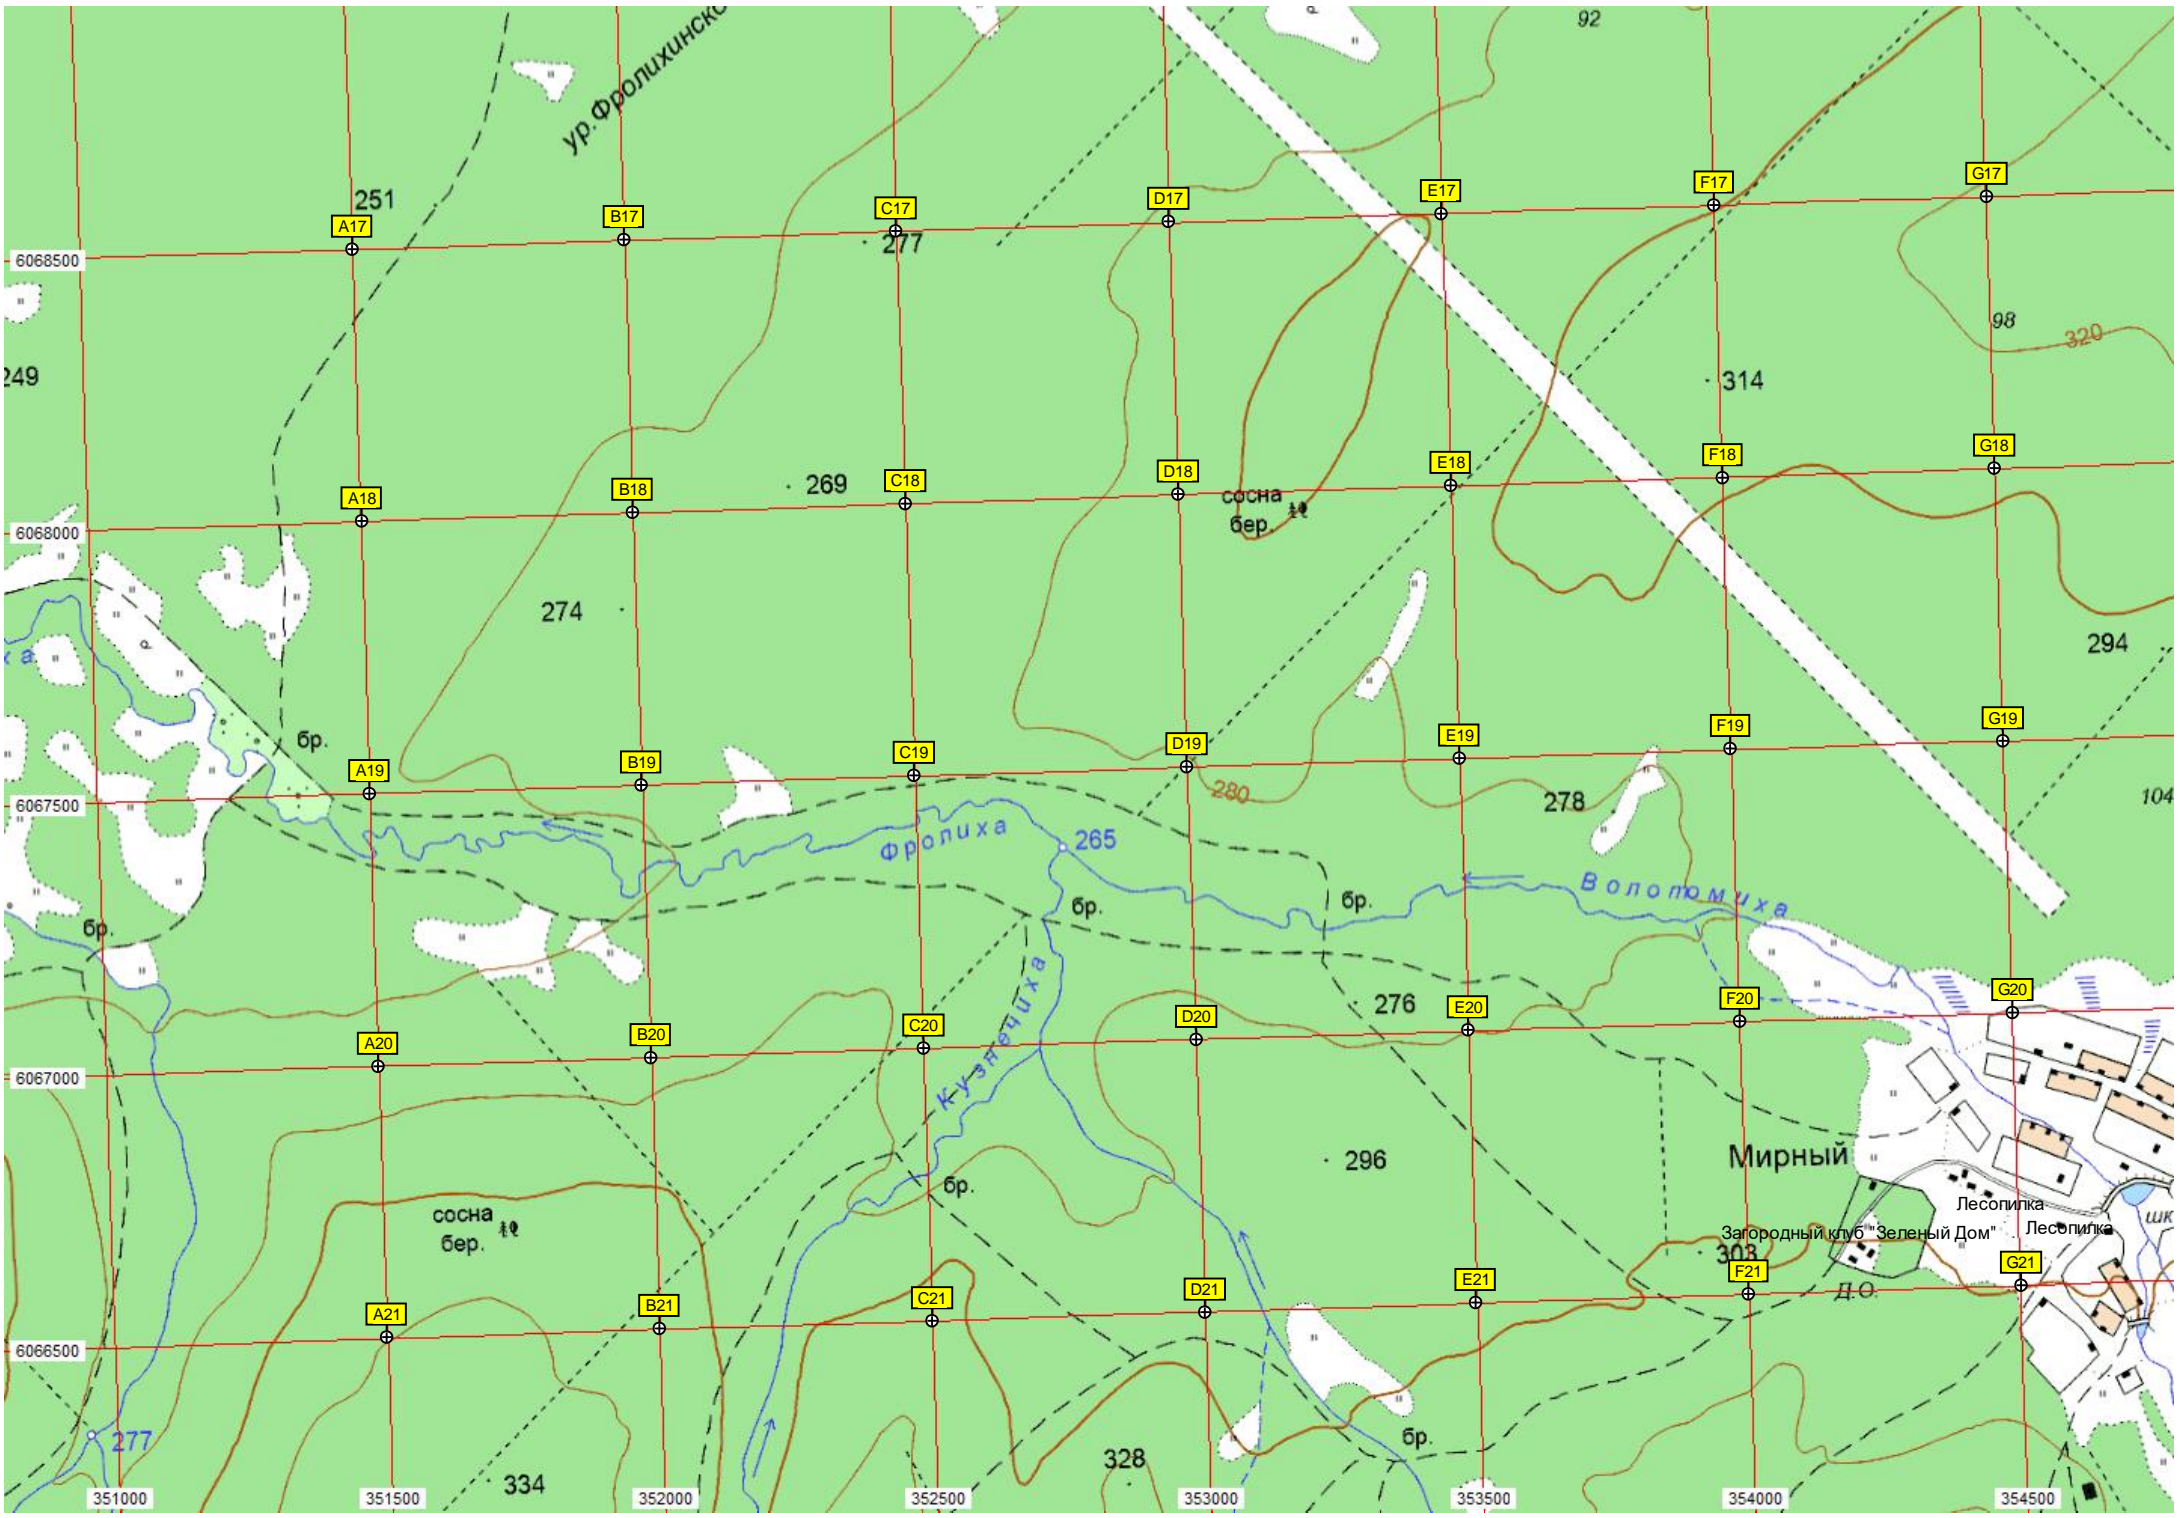 92
ур.Фролихинско
251
A17
B17
C17
D17
E17
F17
G17
277
6068500
98
320
249
314
A18
B18
C18
D18
E18
F18
G18
269
сосна
бер.
6068000
274
294
ха
р
бр.
A19
B19
C19
D19
E19
F19
G19
280
278
104
6067500
Фролиха
265
Волопомиха
бр.
бр.
бр.
Кузнечиха
276
A20
B20
C20
D20
E20
F20
G20
6067000
296
Мирный
бр.
Лесопилка
шк
сосна
бер.
Загородный клуб "Зеленый Дом"
Лесопилка
303
A21
B21
C21
D21
E21
F21
G21
Д.О.
6066500
277
334
328
бр.
351000
351500
352000
352500
353000
353500
354000
354500